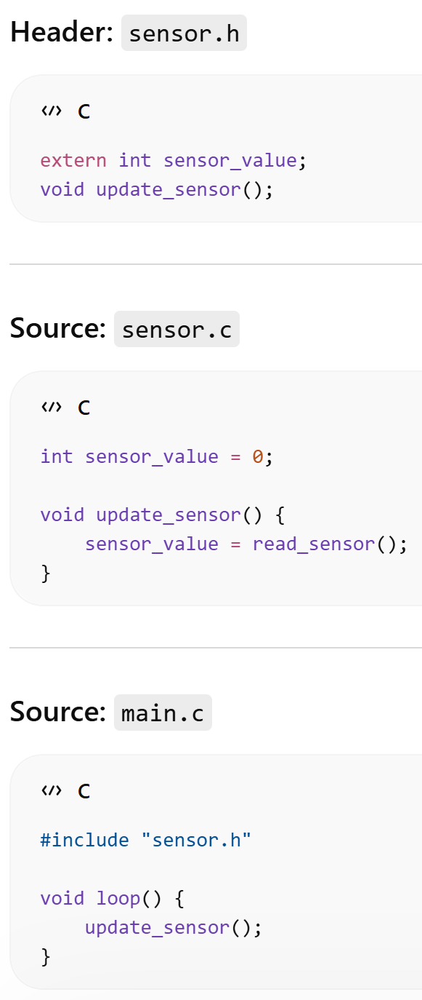 Header: sensor.h
C
extern int sensor_value;
void update_sensor();
Source: sensor.c
C
int sensor_value = 0;
void update_sensor() {
    sensor_value = read_sensor();
}
Source: main.c
C
#include "sensor.h"
void loop() {
    update_sensor();
}